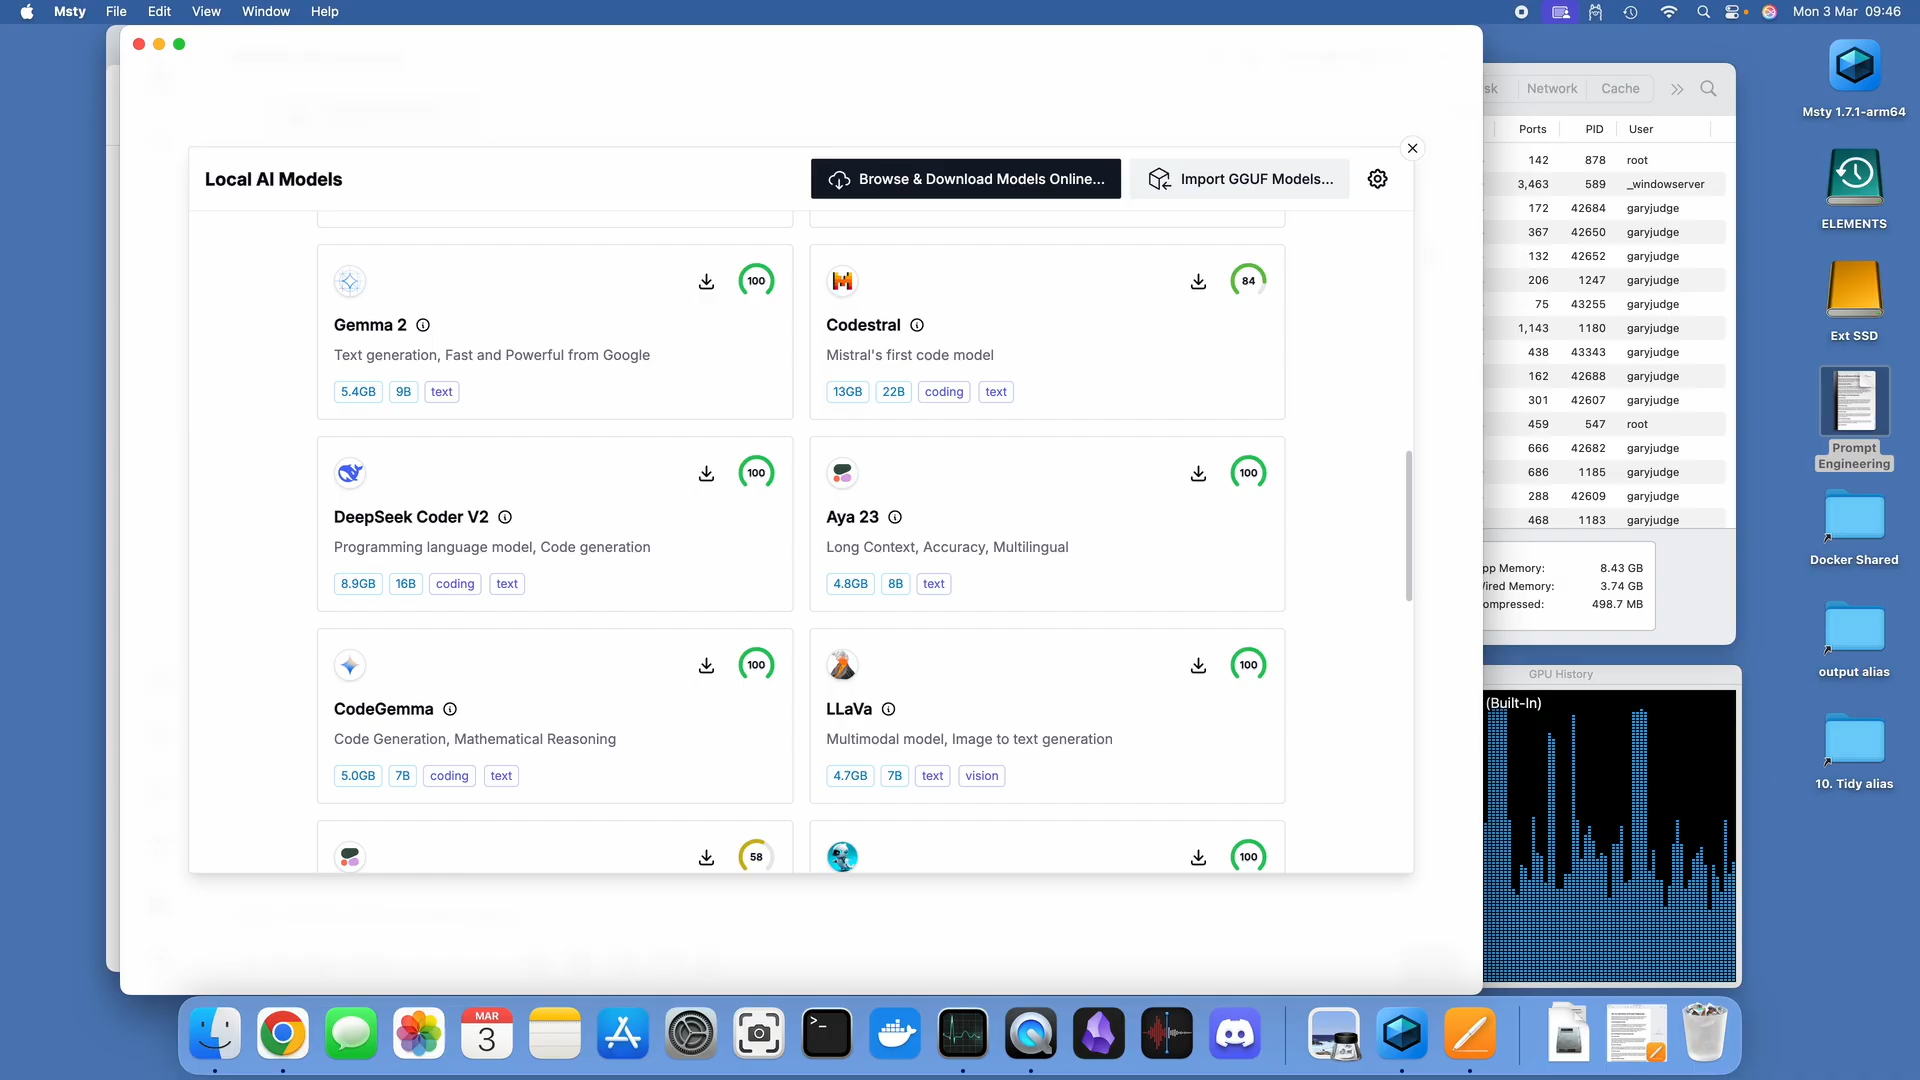 Msty File Edit View Window Help
Mon 3 Mar 09:46
Local AI Models
Browse & Download Models Online...
Import GGUF Models...
100
Gemma 2
Text generation, Fast and Powerful from Google
5.4GB 9B text
84
Codestral
Mistral's first code model
13GB 22B coding text
100
DeepSeek Coder V2
Programming language model, Code generation
8.9GB 16B coding text
100
Aya 23
Long Context, Accuracy, Multilingual
4.8GB 8B text
100
CodeGemma
Code Generation, Mathematical Reasoning
5.0GB 7B coding text
100
LLaVa
Multimodal model, Image to text generation
4.7GB 7B text vision
58
100
sk Network Cache
Ports PID User
142 878 root
3,463 589 _windowserver
172 42684 garyjudge
367 42650 garyjudge
132 42652 garyjudge
206 1247 garyjudge
75 43255 garyjudge
1,143 1180 garyjudge
438 43343 garyjudge
162 42688 garyjudge
301 42607 garyjudge
459 547 root
666 42682 garyjudge
686 1185 garyjudge
288 42609 garyjudge
468 1183 garyjudge
pp Memory: 8.43 GB
ired Memory: 3.74 GB
ompressed: 498.7 MB
GPU History
(Built-In)
Msty 1.7.1-arm64
ELEMENTS
Ext SSD
Prompt
Engineering
Docker Shared
output alias
10. Tidy alias
MAR
3